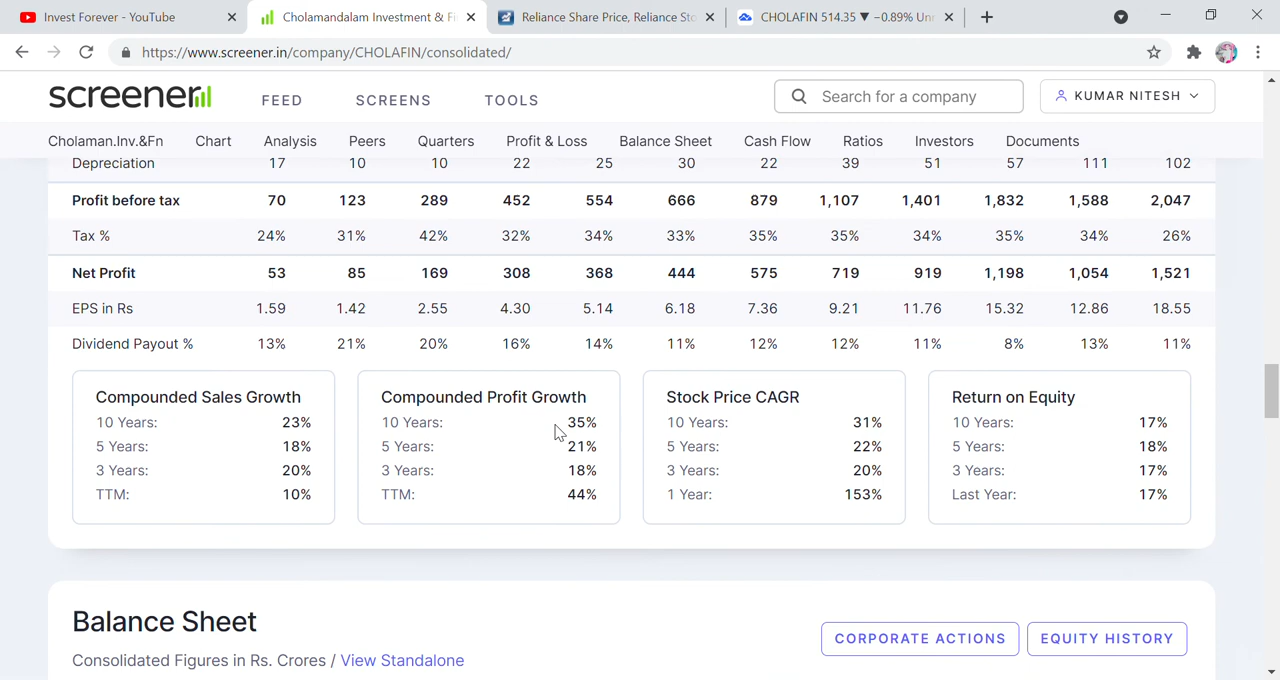 Invest Forever - YouTube
Cholamandalam Investment & Fi
Reliance Share Price, Reliance Sto
CHOLAFIN 514.35 ▼ −0.89% Unn
https://www.screener.in/company/CHOLAFIN/consolidated/
screener
FEED SCREENS TOOLS
Search for a company
KUMAR NITESH
Cholaman.Inv.&Fn Chart Analysis Peers Quarters Profit & Loss Balance Sheet Cash Flow Ratios Investors Documents
Depreciation 17 10 10 22 25 30 22 39 51 57 111 102
Profit before tax 70 123 289 452 554 666 879 1,107 1,401 1,832 1,588 2,047
Tax % 24% 31% 42% 32% 34% 33% 35% 35% 34% 35% 34% 26%
Net Profit 53 85 169 308 368 444 575 719 919 1,198 1,054 1,521
EPS in Rs 1.59 1.42 2.55 4.30 5.14 6.18 7.36 9.21 11.76 15.32 12.86 18.55
Dividend Payout % 13% 21% 20% 16% 14% 11% 12% 12% 11% 8% 13% 11%
Compounded Sales Growth
10 Years: 23%
5 Years: 18%
3 Years: 20%
TTM: 10%
Compounded Profit Growth
10 Years: 35%
5 Years: 21%
3 Years: 18%
TTM: 44%
Stock Price CAGR
10 Years: 31%
5 Years: 22%
3 Years: 20%
1 Year: 153%
Return on Equity
10 Years: 17%
5 Years: 18%
3 Years: 17%
Last Year: 17%
Balance Sheet
Consolidated Figures in Rs. Crores / View Standalone
CORPORATE ACTIONS
EQUITY HISTORY